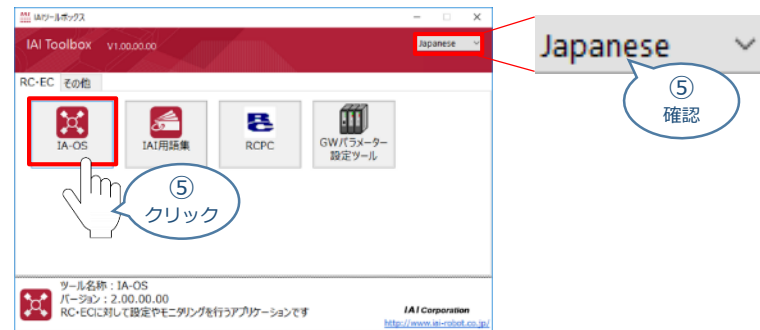 IAIツールボックス
IAI Toolbox V1.00.00.00
Japanese
RC・EC その他
IA-OS
IAI用語集
RCPC
GWパラメーター
設定ツール
⑤
クリック
Japanese
⑤
確認
ツール名称：IA-OS
バージョン：2.00.00.00
RC・ECに対して設定やモニタリングを行うアプリケーションです
IAI Corporation
http://www.iai-robot.co.jp/